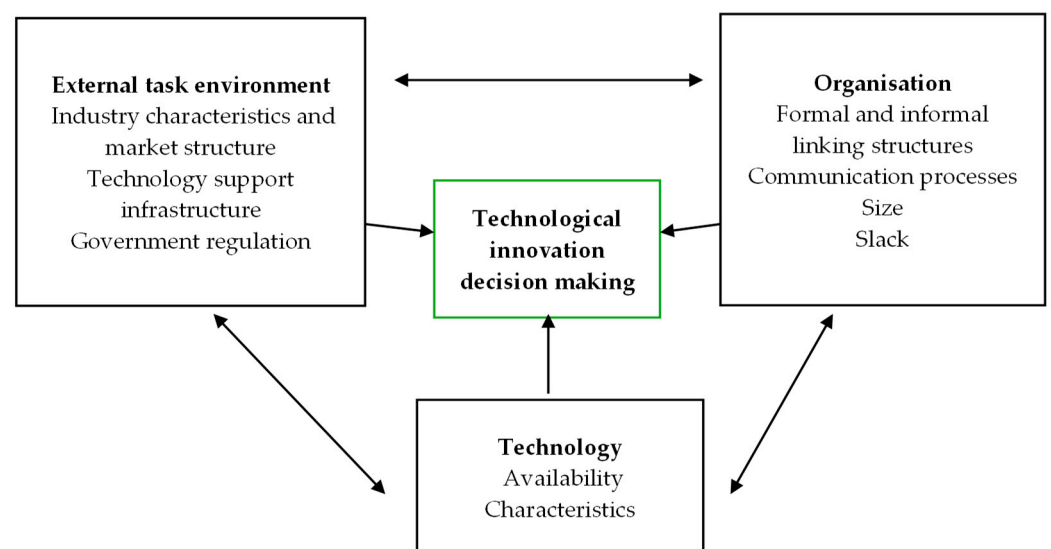 External task environment
Industry characteristics and
market structure
Technology support
infrastructure
Government regulation
Organisation
Formal and informal
linking structures
Communication processes
Size
Slack
Technological
innovation
decision making
Technology
Availability
Characteristics